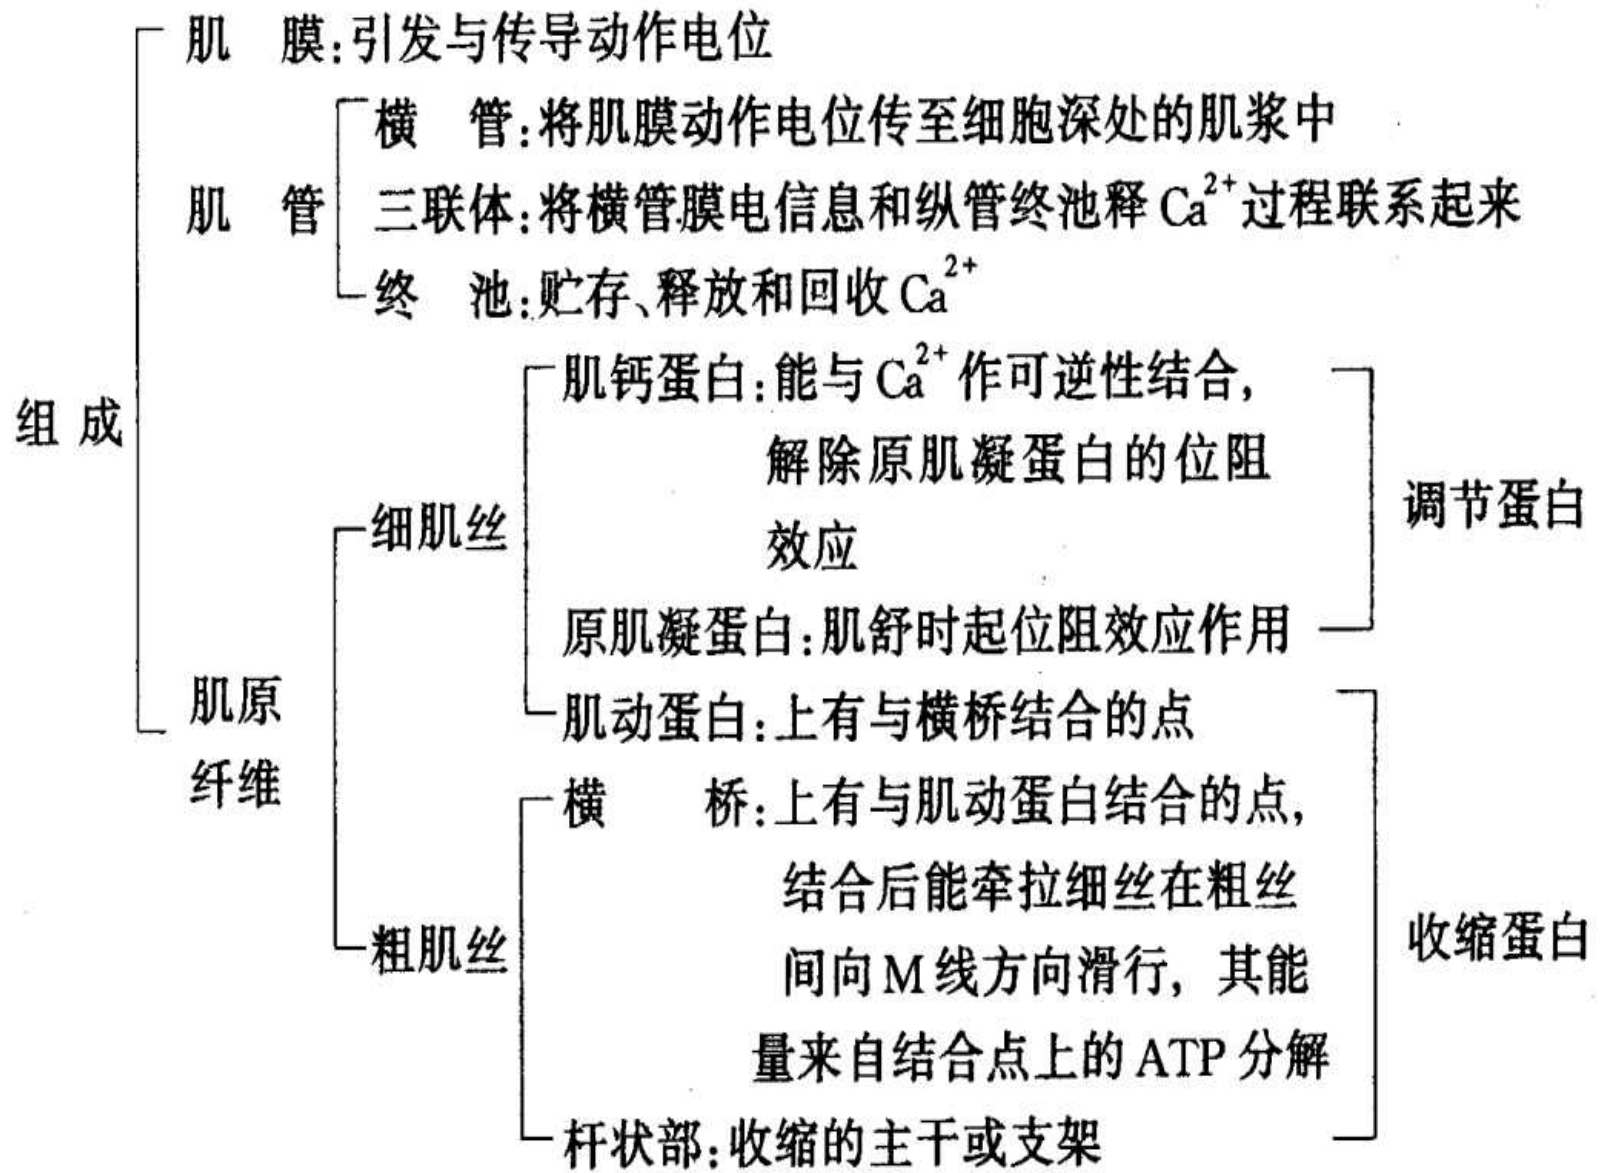 肌 膜:引发与传导动作电位
横 管:将肌膜动作电位传至细胞深处的肌浆中
肌 管
三联体:将横管膜电信息和纵管终池释Ca²⁺过程联系起来
终 池:贮存、释放和回收Ca²⁺
组成
肌钙蛋白:能与Ca²⁺作可逆性结合,
解除原肌凝蛋白的位阻
效应
调节蛋白
细肌丝
原肌凝蛋白:肌舒时起位阻效应作用
肌原
纤维
肌动蛋白:上有与横桥结合的点
横 桥:上有与肌动蛋白结合的点,
结合后能牵拉细丝在粗丝
间向M线方向滑行,其能
量来自结合点上的ATP分解
粗肌丝
收缩蛋白
杆状部:收缩的主干或支架